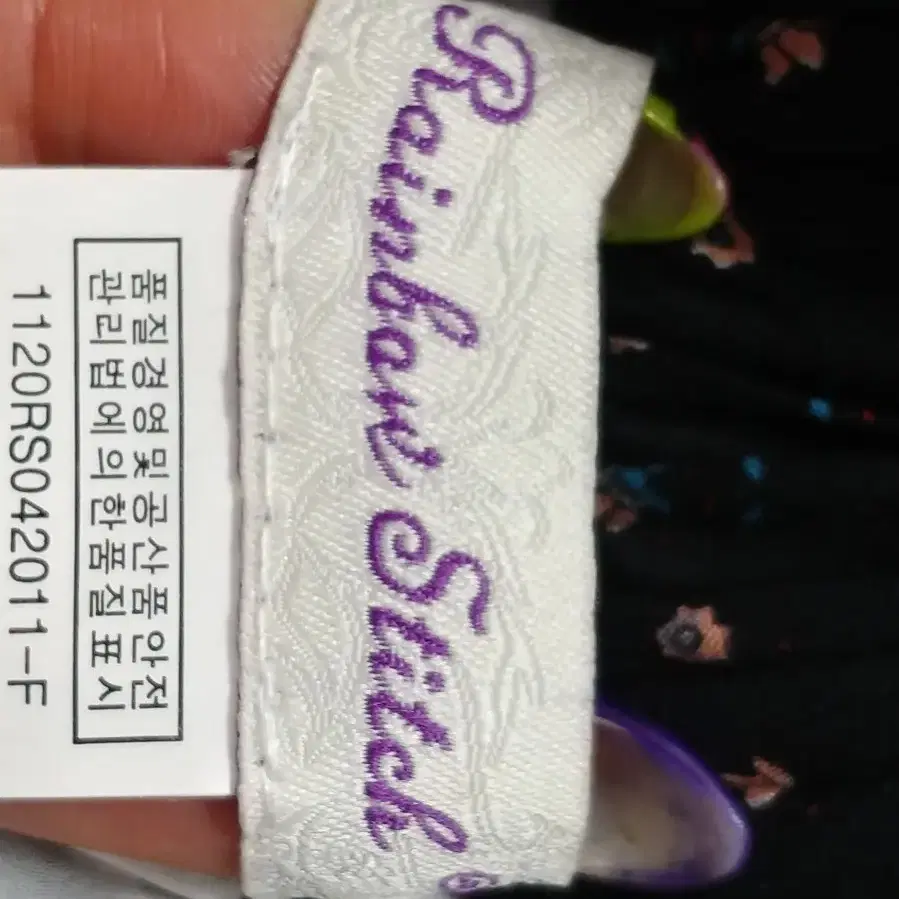 Rainbow Stitch ®
품질경영및공산품안전
관리법에의한품질표시
1120RS042011-F